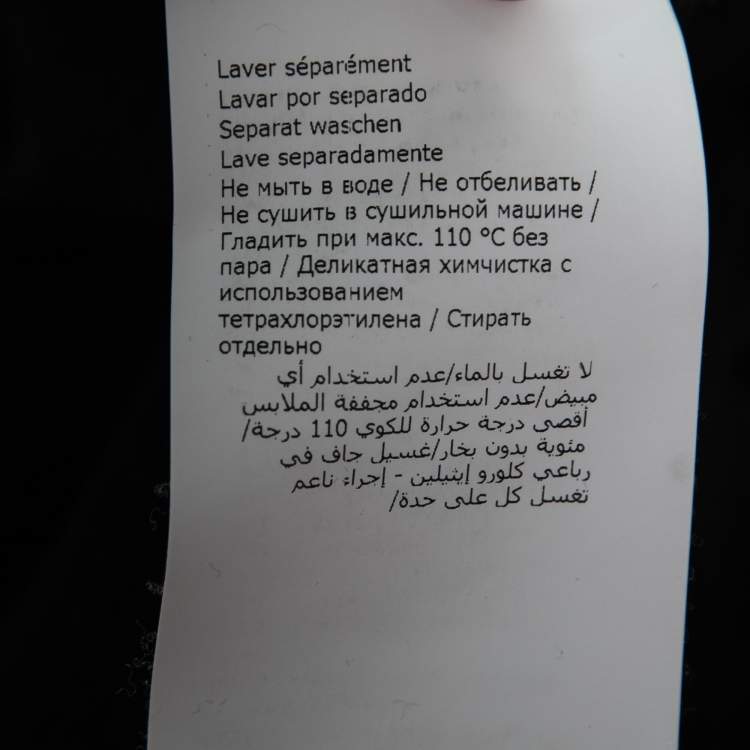 Laver séparément
Lavar por separado
Separat waschen
Lave separadamente
Не мыть в воде / Не отбеливать /
Не сушить в сушильной машине /
Гладить при макс. 110 °C без
пара / Деликатная химчистка с
использованием
тетрахлорэтилена / Стирать
отдельно
لا تغسل بالماء/عدم استخدام أي
مبيض/عدم استخدام مجففة الملابس
أقصى درجة حرارة للكوي 110 درجة/
مئوية بدون بخار/غسيل جاف في
رباعي كلورو إيثيلين - إجراء ناعم
تغسل كل على حدة/